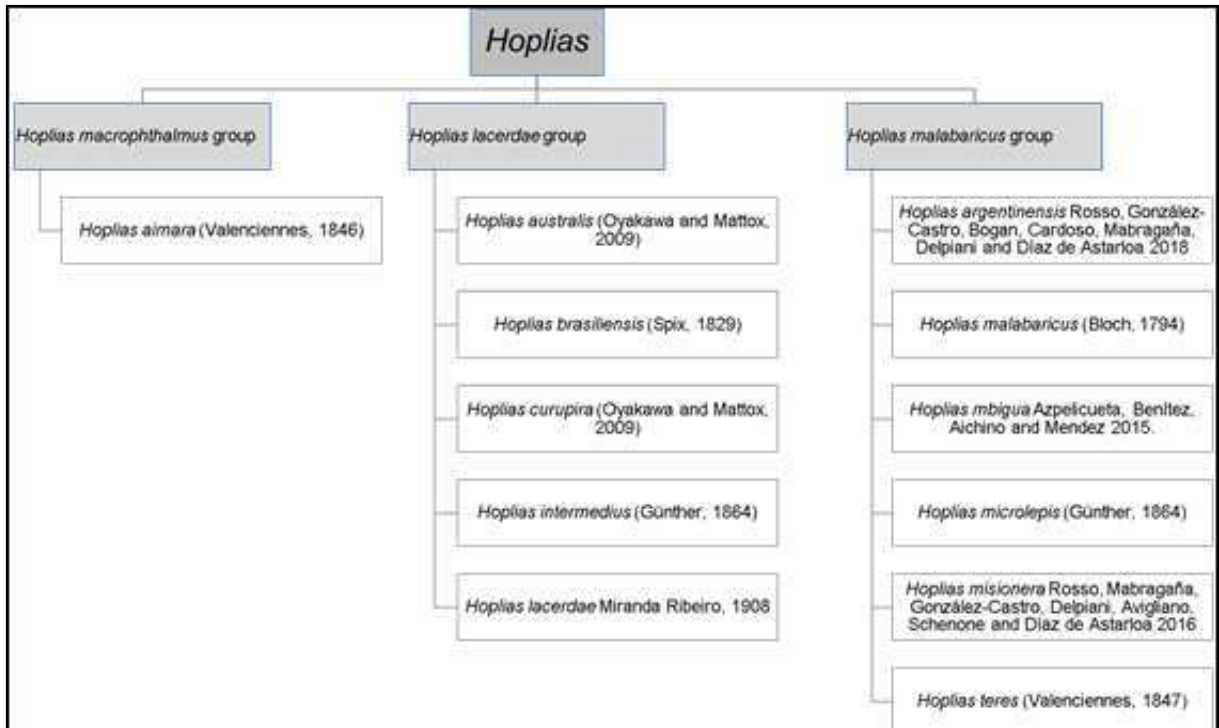 Hoplias
Hoplias macrophthalmus group
Hoplias aimara (Valenciennes, 1846)
Hoplias lacerdae group
Hoplias australis (Oyakawa and Mattox,
2009)
Hoplias brasiliensis (Spix, 1829)
Hoplias curupira (Oyakawa and Mattox,
2009)
Hoplias intermedius (Günther, 1864)
Hoplias lacerdae Miranda Ribeiro, 1908
Hoplias malabaricus group
Hoplias argentinensis Rosso, González-
Castro, Bogan, Cardoso, Mabragaña,
Delpiani and Díaz de Astarloa 2018
Hoplias malabaricus (Bloch, 1794)
Hoplias mbigua Azpelicueta, Benítez,
Aichino and Mendez 2015.
Hoplias microlepis (Günther, 1864)
Hoplias misionera Rosso, Mabragaña,
González-Castro, Delpiani, Avigliano,
Schenone and Díaz de Astarloa 2016
Hoplias teres (Valenciennes, 1847)